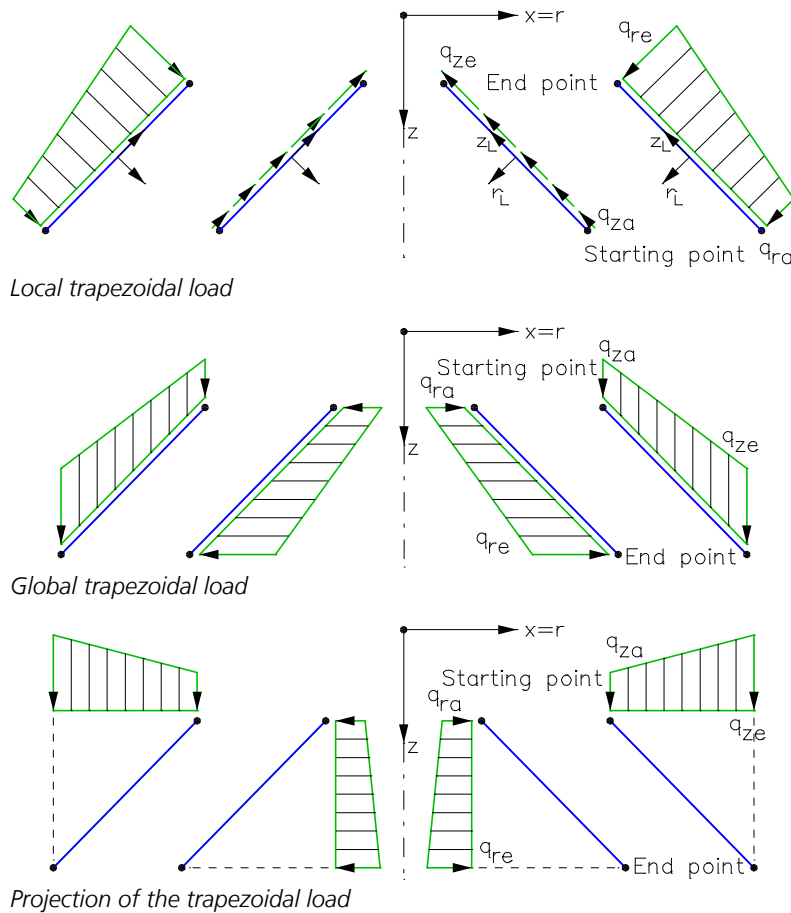 x=r
q_ze
End point
q_re
z
z_L
z_L
r_L
r_L
q_za
Starting point q_ra
Local trapezoidal load
x=r
q_za
Starting point
q_ra
z
q_ze
q_re
End point
Global trapezoidal load
x=r
q_za
Starting point
q_ra
q_ze
z
q_re
End point
Projection of the trapezoidal load